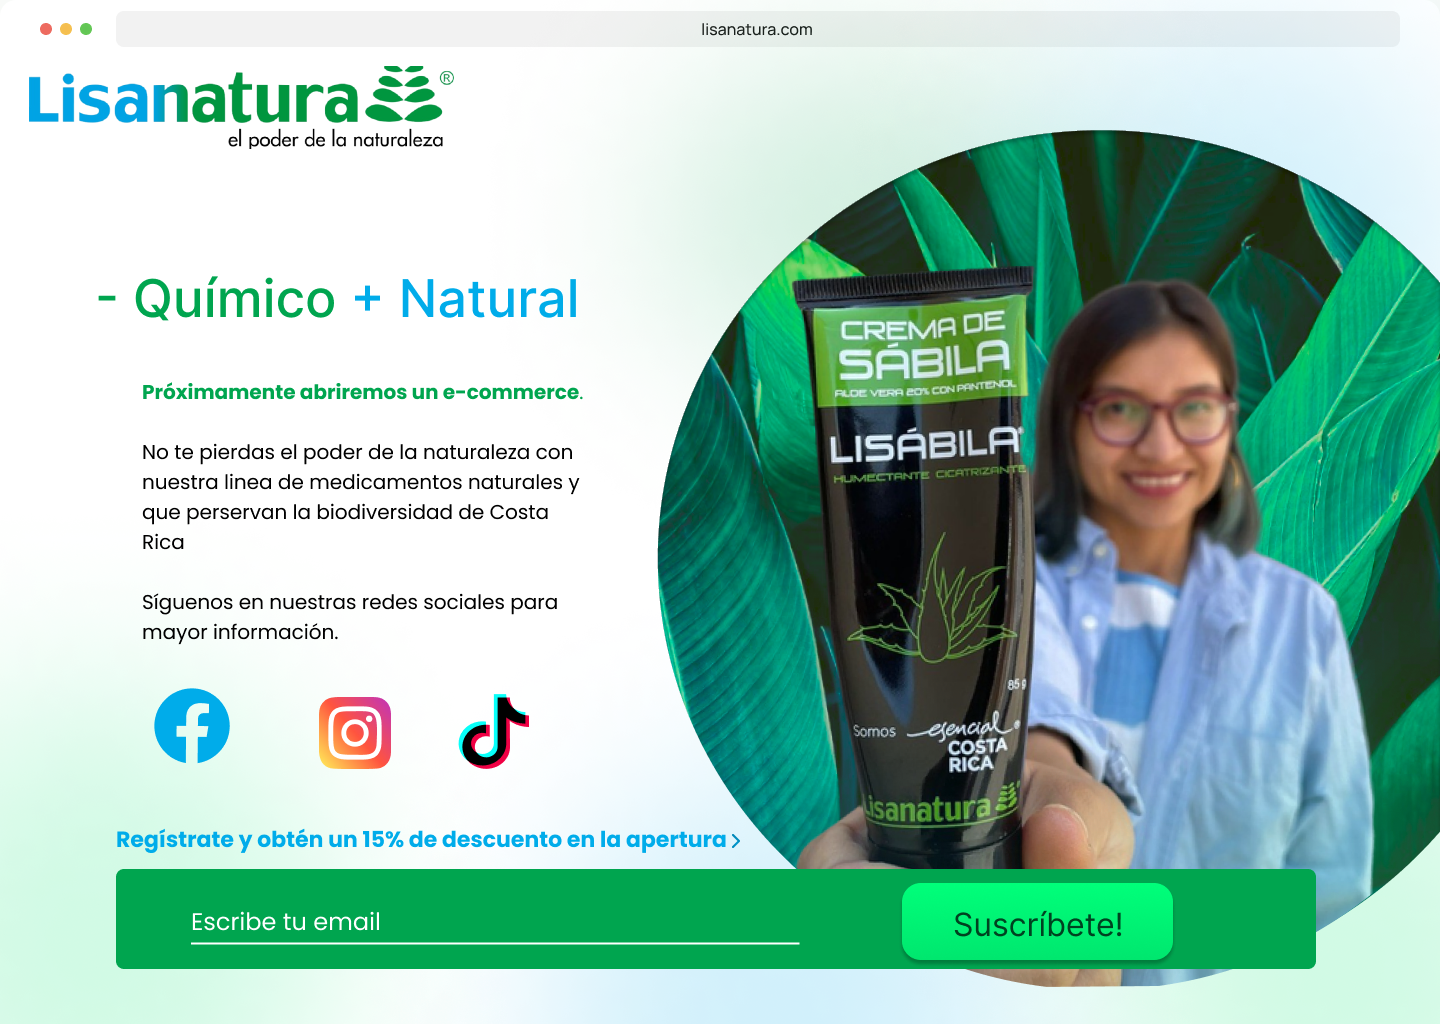 lisanatura.com
Lisanatura®
el poder de la naturaleza
- Químico + Natural
Próximamente abriremos un e-commerce.
No te pierdas el poder de la naturaleza con
nuestra linea de medicamentos naturales y
que perservan la biodiversidad de Costa
Rica
Síguenos en nuestras redes sociales para
mayor información.
Regístrate y obtén un 15% de descuento en la apertura >
Escribe tu email
Suscríbete!
CREMA DE
SÁBILA
ALOE VERA 20% CON PANTENOL
LISÁBILA®
HUMECTANTE CICATRIZANTE
85 g
Somos esencial®
COSTA
RICA
Lisanatura®